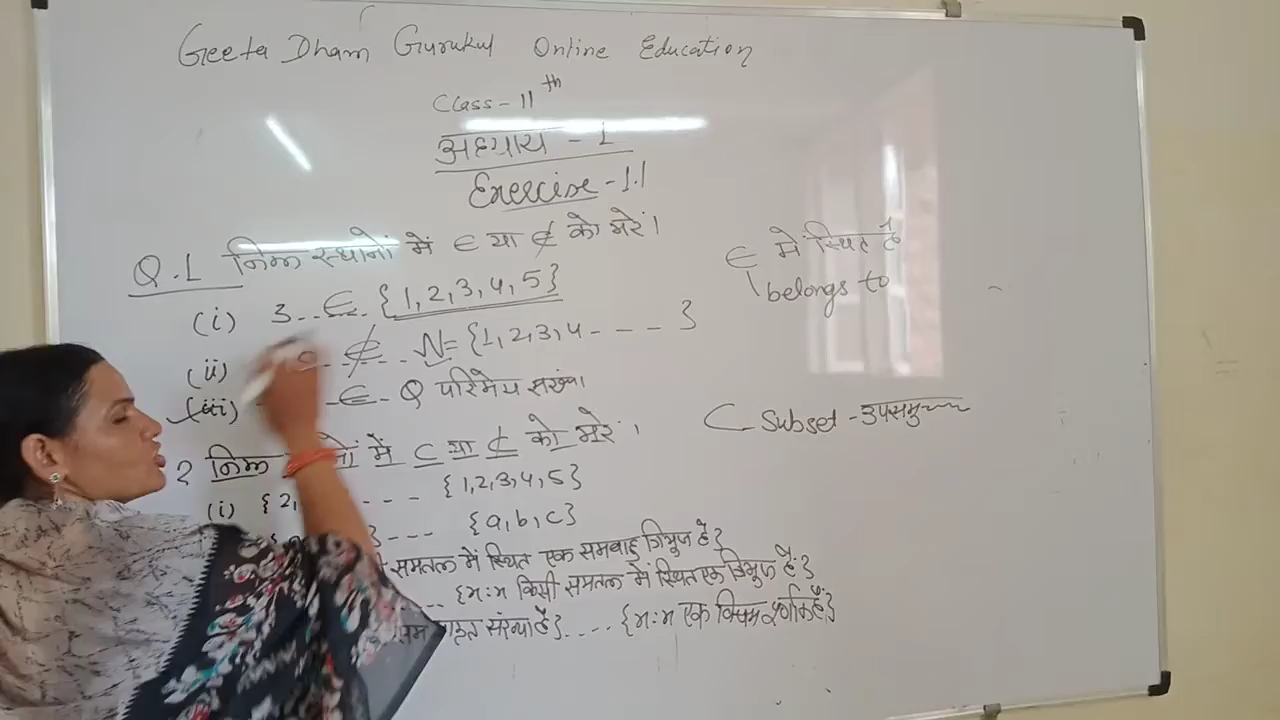 Geeta Dham Gurukul Online Education
Class - 11th
अध्याय - 1
Exercise - 1.1
Q.1 निम्न स्थानों में ∈ या ∉ को भरें।
(i) 3 . . ∈ . . {1, 2, 3, 4, 5}
(ii) 0 . . ∉ . . . N = {1, 2, 3, 4 - - - }
(iii) ∈ . . Q परिमेय संख्या
∈ में स्थित है
belongs to
⊂ Subset - उपसमु
2 निम्न में ⊂ या ⊄ को भरें।
(i) {2, - - - {1, 2, 3, 4, 5}
} - - - {a, b, c}
समतल में स्थित एक समबाहु त्रिभुज है}
. . {x : x किसी समतल में स्थित एक त्रिभुज है}
संख्या है} . . . . {x : x एक विषम पूर्णांक है}